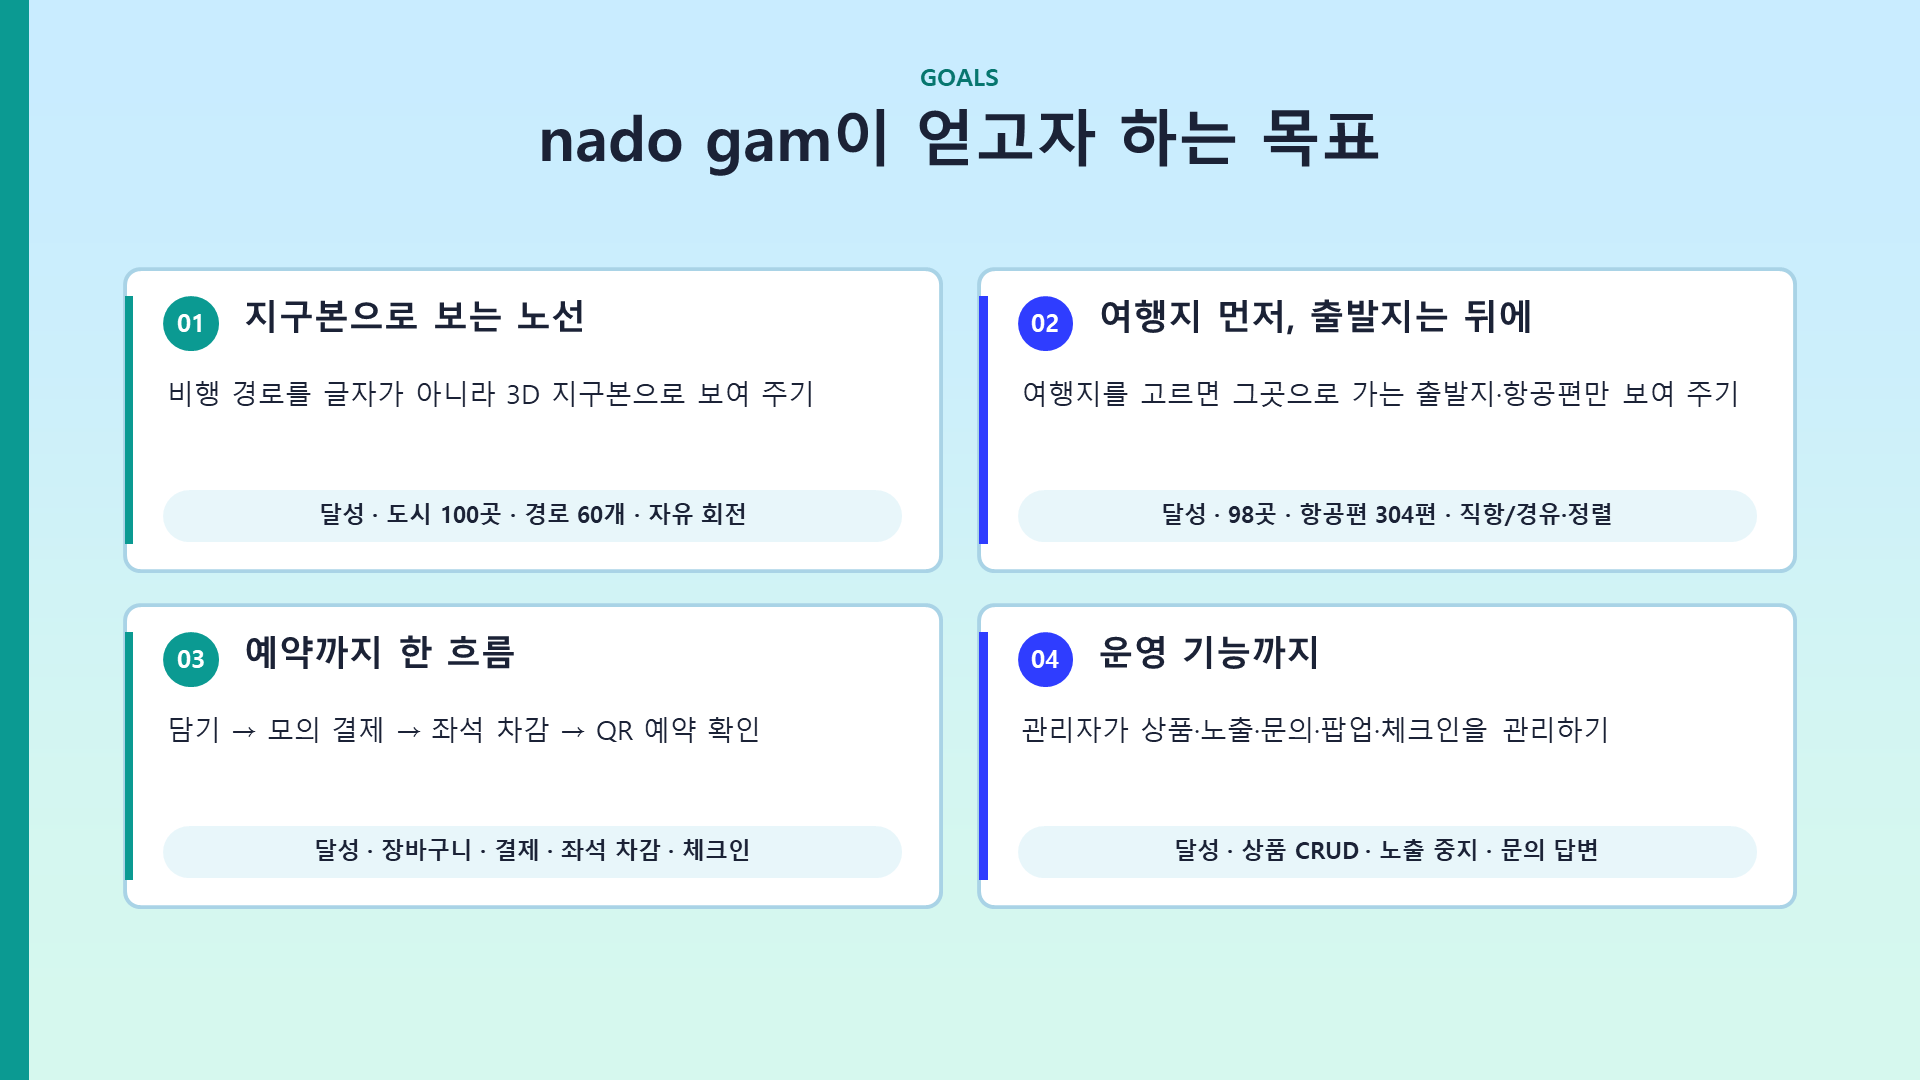 GOALS
nado gam이 얻고자 하는 목표
01 지구본으로 보는 노선
비행 경로를 글자가 아니라 3D 지구본으로 보여 주기
달성 · 도시 100곳 · 경로 60개 · 자유 회전
02 여행지 먼저, 출발지는 뒤에
여행지를 고르면 그곳으로 가는 출발지·항공편만 보여 주기
달성 · 98곳 · 항공편 304편 · 직항/경유·정렬
03 예약까지 한 흐름
담기 → 모의 결제 → 좌석 차감 → QR 예약 확인
달성 · 장바구니 · 결제 · 좌석 차감 · 체크인
04 운영 기능까지
관리자가 상품·노출·문의·팝업·체크인을 관리하기
달성 · 상품 CRUD · 노출 중지 · 문의 답변